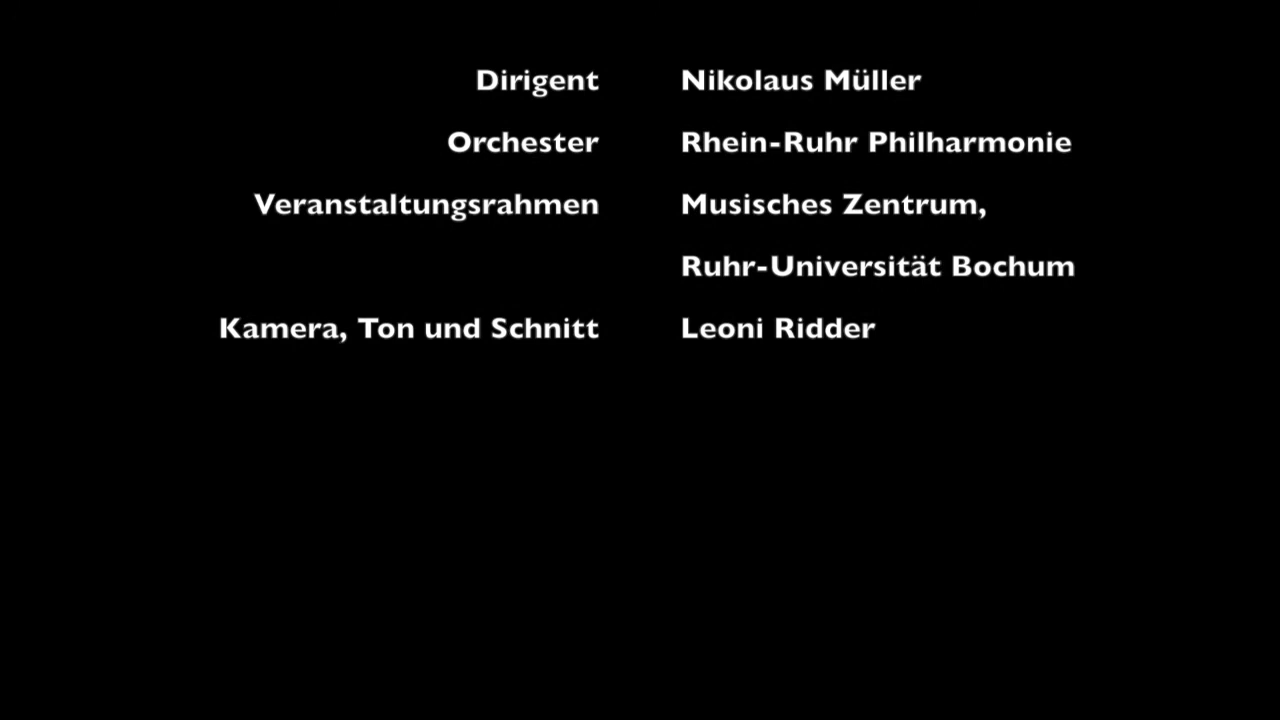 Dirigent Nikolaus Müller
Orchester Rhein-Ruhr Philharmonie
Veranstaltungsrahmen Musisches Zentrum,
Ruhr-Universität Bochum
Kamera, Ton und Schnitt Leoni Ridder